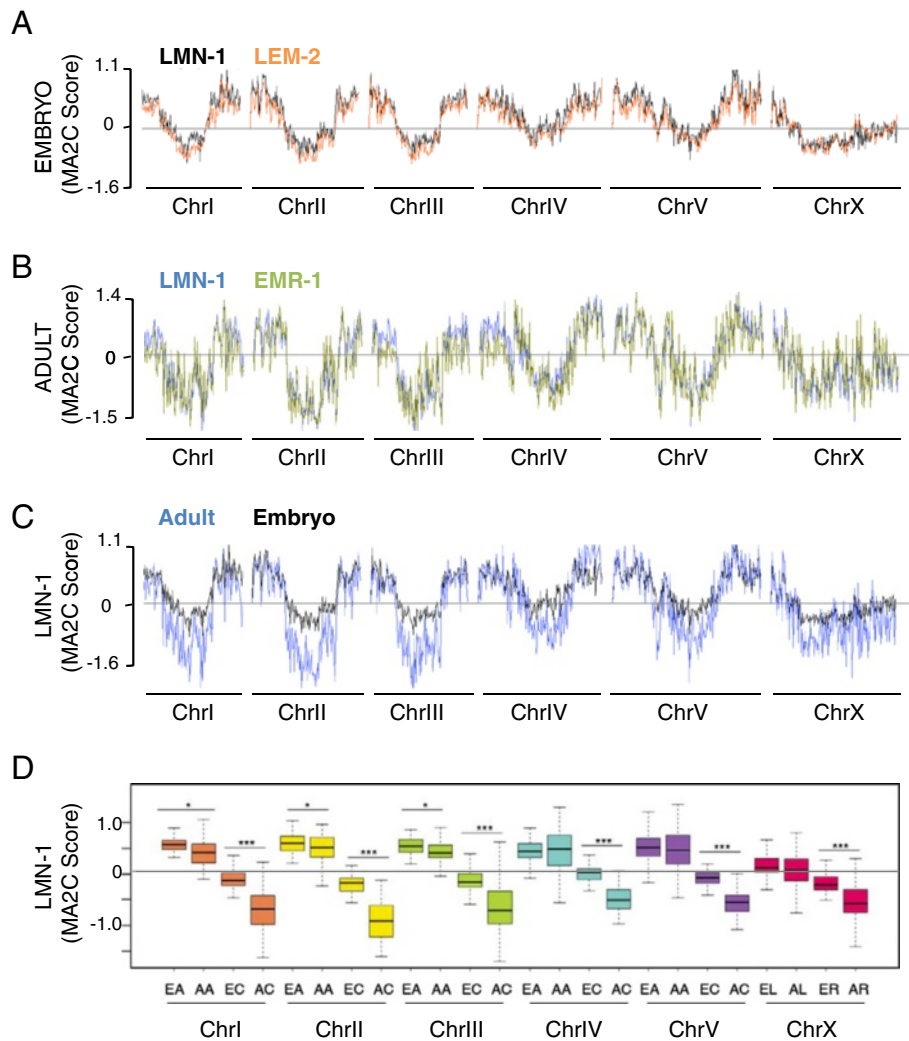 A
LMN-1 LEM-2
EMBRYO
(MA2C Score)
1.1
0
-1.6
ChrI ChrII ChrIII ChrIV ChrV ChrX
B
LMN-1 EMR-1
ADULT
(MA2C Score)
1.4
0
-1.5
ChrI ChrII ChrIII ChrIV ChrV ChrX
C
Adult Embryo
LMN-1
(MA2C Score)
1.1
0
-1.6
ChrI ChrII ChrIII ChrIV ChrV ChrX
D
LMN-1
(MA2C Score)
1.0
0
-1.0
* *** * *** * *** *** *** ***
EA AA EC AC EA AA EC AC EA AA EC AC EA AA EC AC EA AA EC AC EL AL ER AR
ChrI ChrII ChrIII ChrIV ChrV ChrX